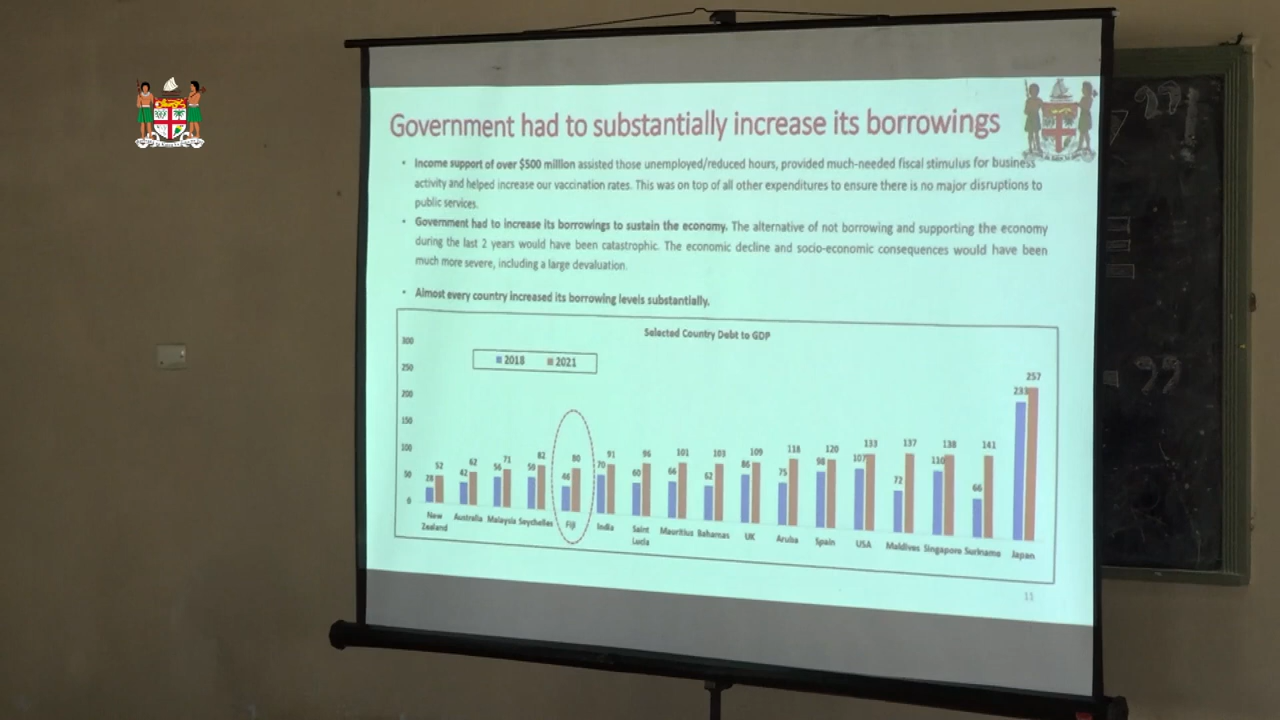 Government had to substantially increase its borrowings
• Income support of over $500 million assisted those unemployed/reduced hours, provided much-needed fiscal stimulus for business
activity and helped increase our vaccination rates. This was on top of all other expenditures to ensure there is no major disruptions to
public services.
• Government had to increase its borrowings to sustain the economy. The alternative of not borrowing and supporting the economy
during the last 2 years would have been catastrophic. The economic decline and socio-economic consequences would have been
much more severe, including a large devaluation.
• Almost every country increased its borrowing levels substantially.
Selected Country Debt to GDP
2018 2021
300
250
200
150
100
50
0
28 52 42 62 56 71 58 82 46 80 70 91 60 96 66 101 62 103 86 109 75 118 98 120 107 133 72 137 110 138 66 141 233 257
New Zealand Australia Malaysia Seychelles Fiji India Saint Lucia Mauritius Bahamas UK Aruba Spain USA Maldives Singapore Suriname Japan
11